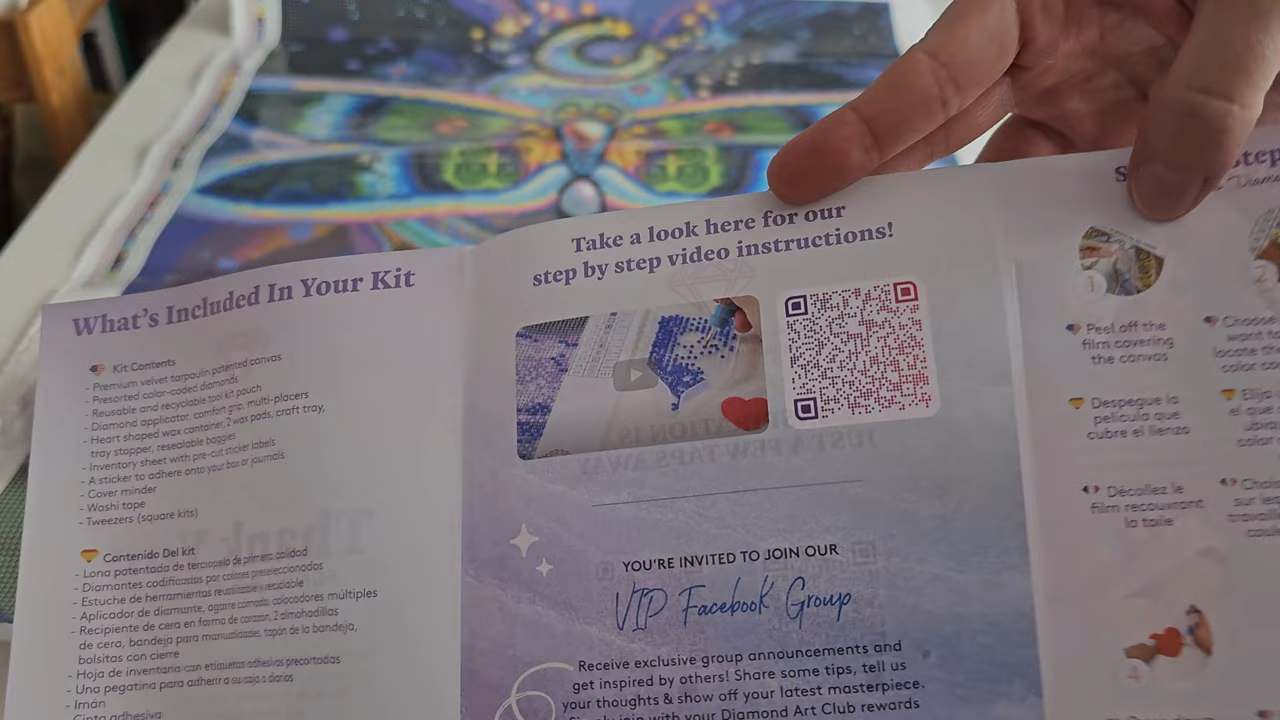 What's Included In Your Kit
Kit Contents
- Premium velvet tarpaulin patented canvas
- Presorted color-coded diamonds
- Reusable and recyclable tool kit pouch
- Diamond applicator, comfort grip, multi-placers
- Heart shaped wax container, 2 wax pads, craft tray,
tray stopper, resealable baggies
- Inventory sheet with pre-cut sticker labels
- A sticker to adhere onto your box or journals
- Cover minder
- Washi tape
- Tweezers (square kits)
Contenido Del kit
- Lona patentada de terciopelo de primera calidad
- Diamantes codificados por colores preseleccionados
- Estuche de herramientas reutilizable y reciclable
- Aplicador de diamante, agarre cómodo, colocadores múltiples
- Recipiente de cera en forma de corazón, 2 almohadillas
de cera, bandeja para manualidades, tapón de la bandeja,
bolsitas con cierre
- Hoja de inventario con etiquetas adhesivas precortadas
- Una pegatina para adherir a su caja o diarios
- Imán
Cinta adhesiva
Take a look here for our
step by step video instructions!
YOU'RE INVITED TO JOIN OUR
VIP Facebook Group
Receive exclusive group announcements and
get inspired by others! Share some tips, tell us
your thoughts & show off your latest masterpiece.
join with your Diamond Art Club rewards
1
Peel off the
film covering
the canvas
Despegue la
película que
cubre el lienzo
Décollez le
film recouvrant
la toile
4